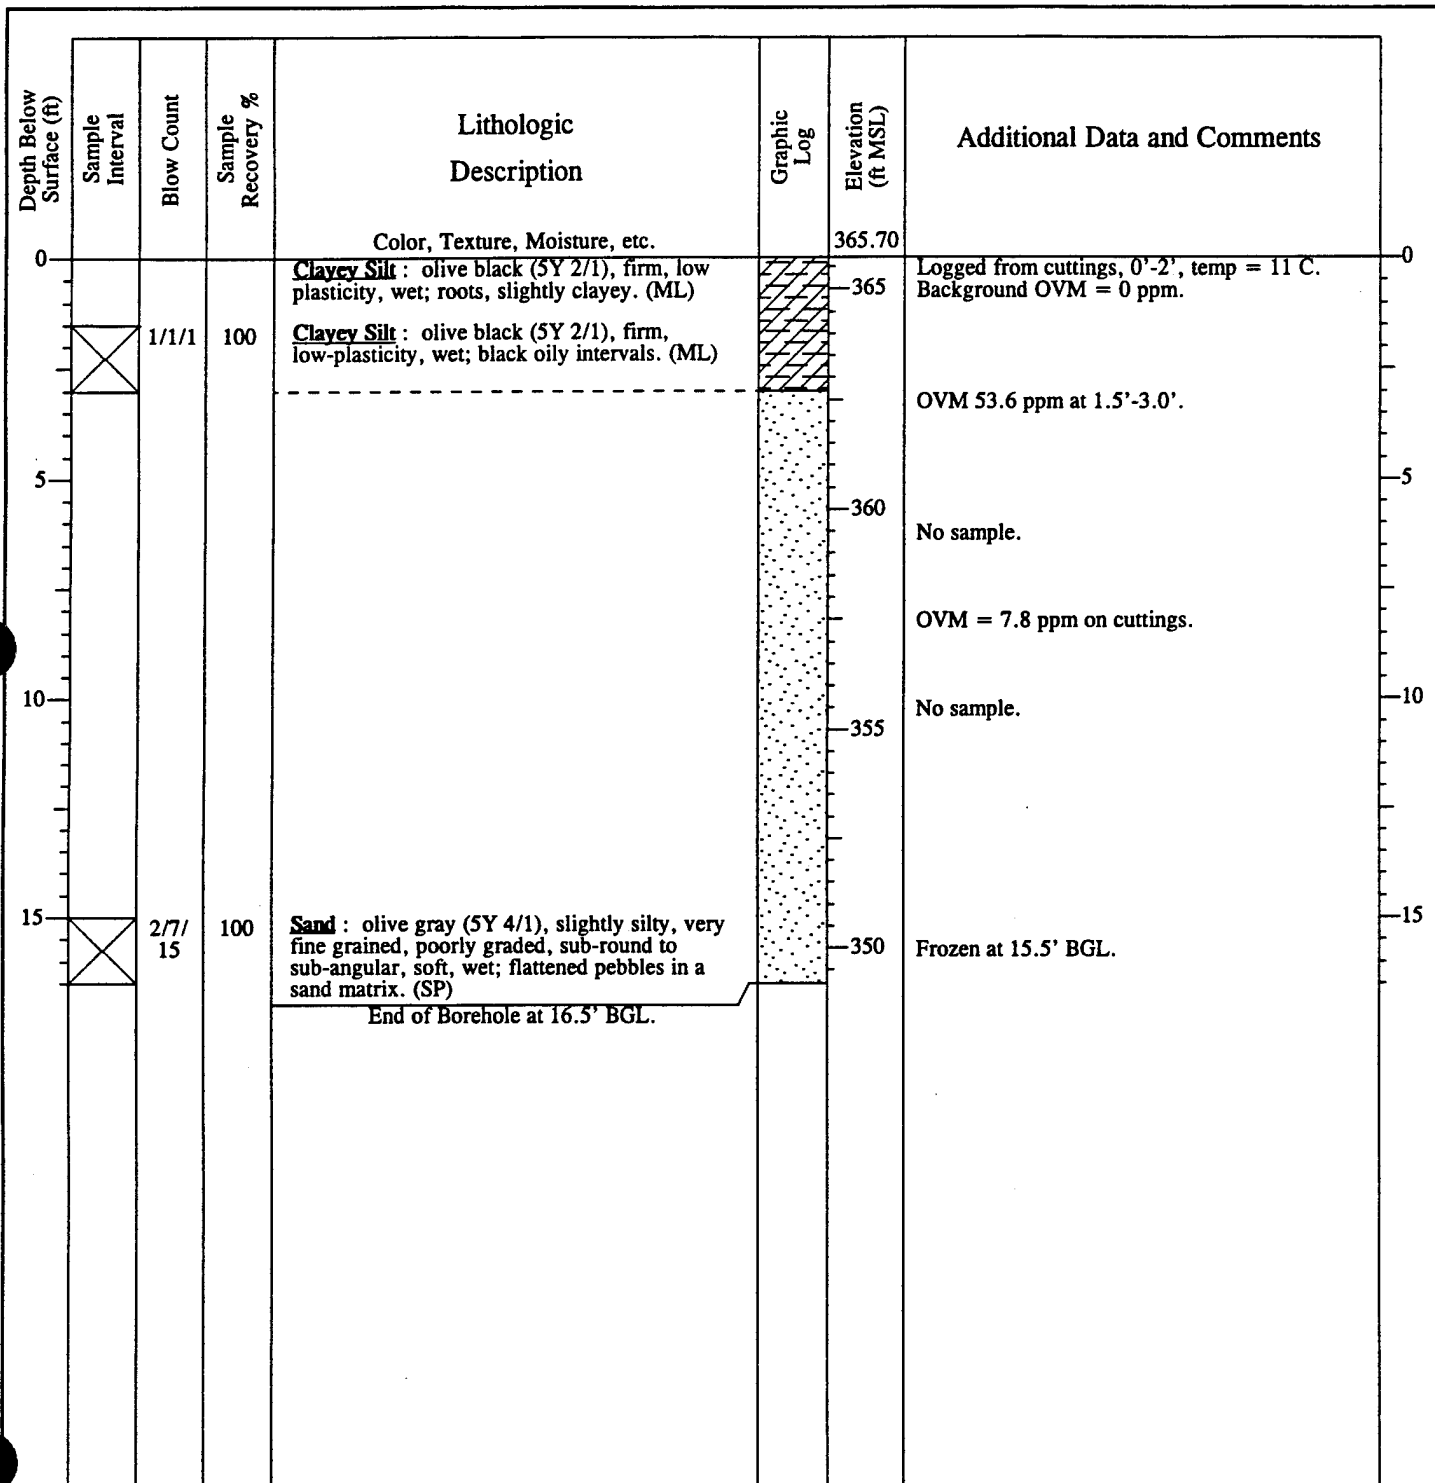 Depth Below
Surface (ft)
Sample
Interval
Blow Count
Sample
Recovery %
Lithologic
Description
Graphic
Log
Elevation
(ft MSL)
Additional Data and Comments
Color, Texture, Moisture, etc.
365.70
0
0
Clayey Silt : olive black (5Y 2/1), firm, low
plasticity, wet; roots, slightly clayey. (ML)
365
Logged from cuttings, 0'-2', temp = 11 C.
Background OVM = 0 ppm.
1/1/1
100
Clayey Silt : olive black (5Y 2/1), firm,
low-plasticity, wet; black oily intervals. (ML)
OVM 53.6 ppm at 1.5'-3.0'.
5
5
360
No sample.
OVM = 7.8 ppm on cuttings.
10
10
No sample.
355
15
15
2/7/
15
100
Sand : olive gray (5Y 4/1), slightly silty, very
fine grained, poorly graded, sub-round to
sub-angular, soft, wet; flattened pebbles in a
sand matrix. (SP)
350
Frozen at 15.5' BGL.
End of Borehole at 16.5' BGL.